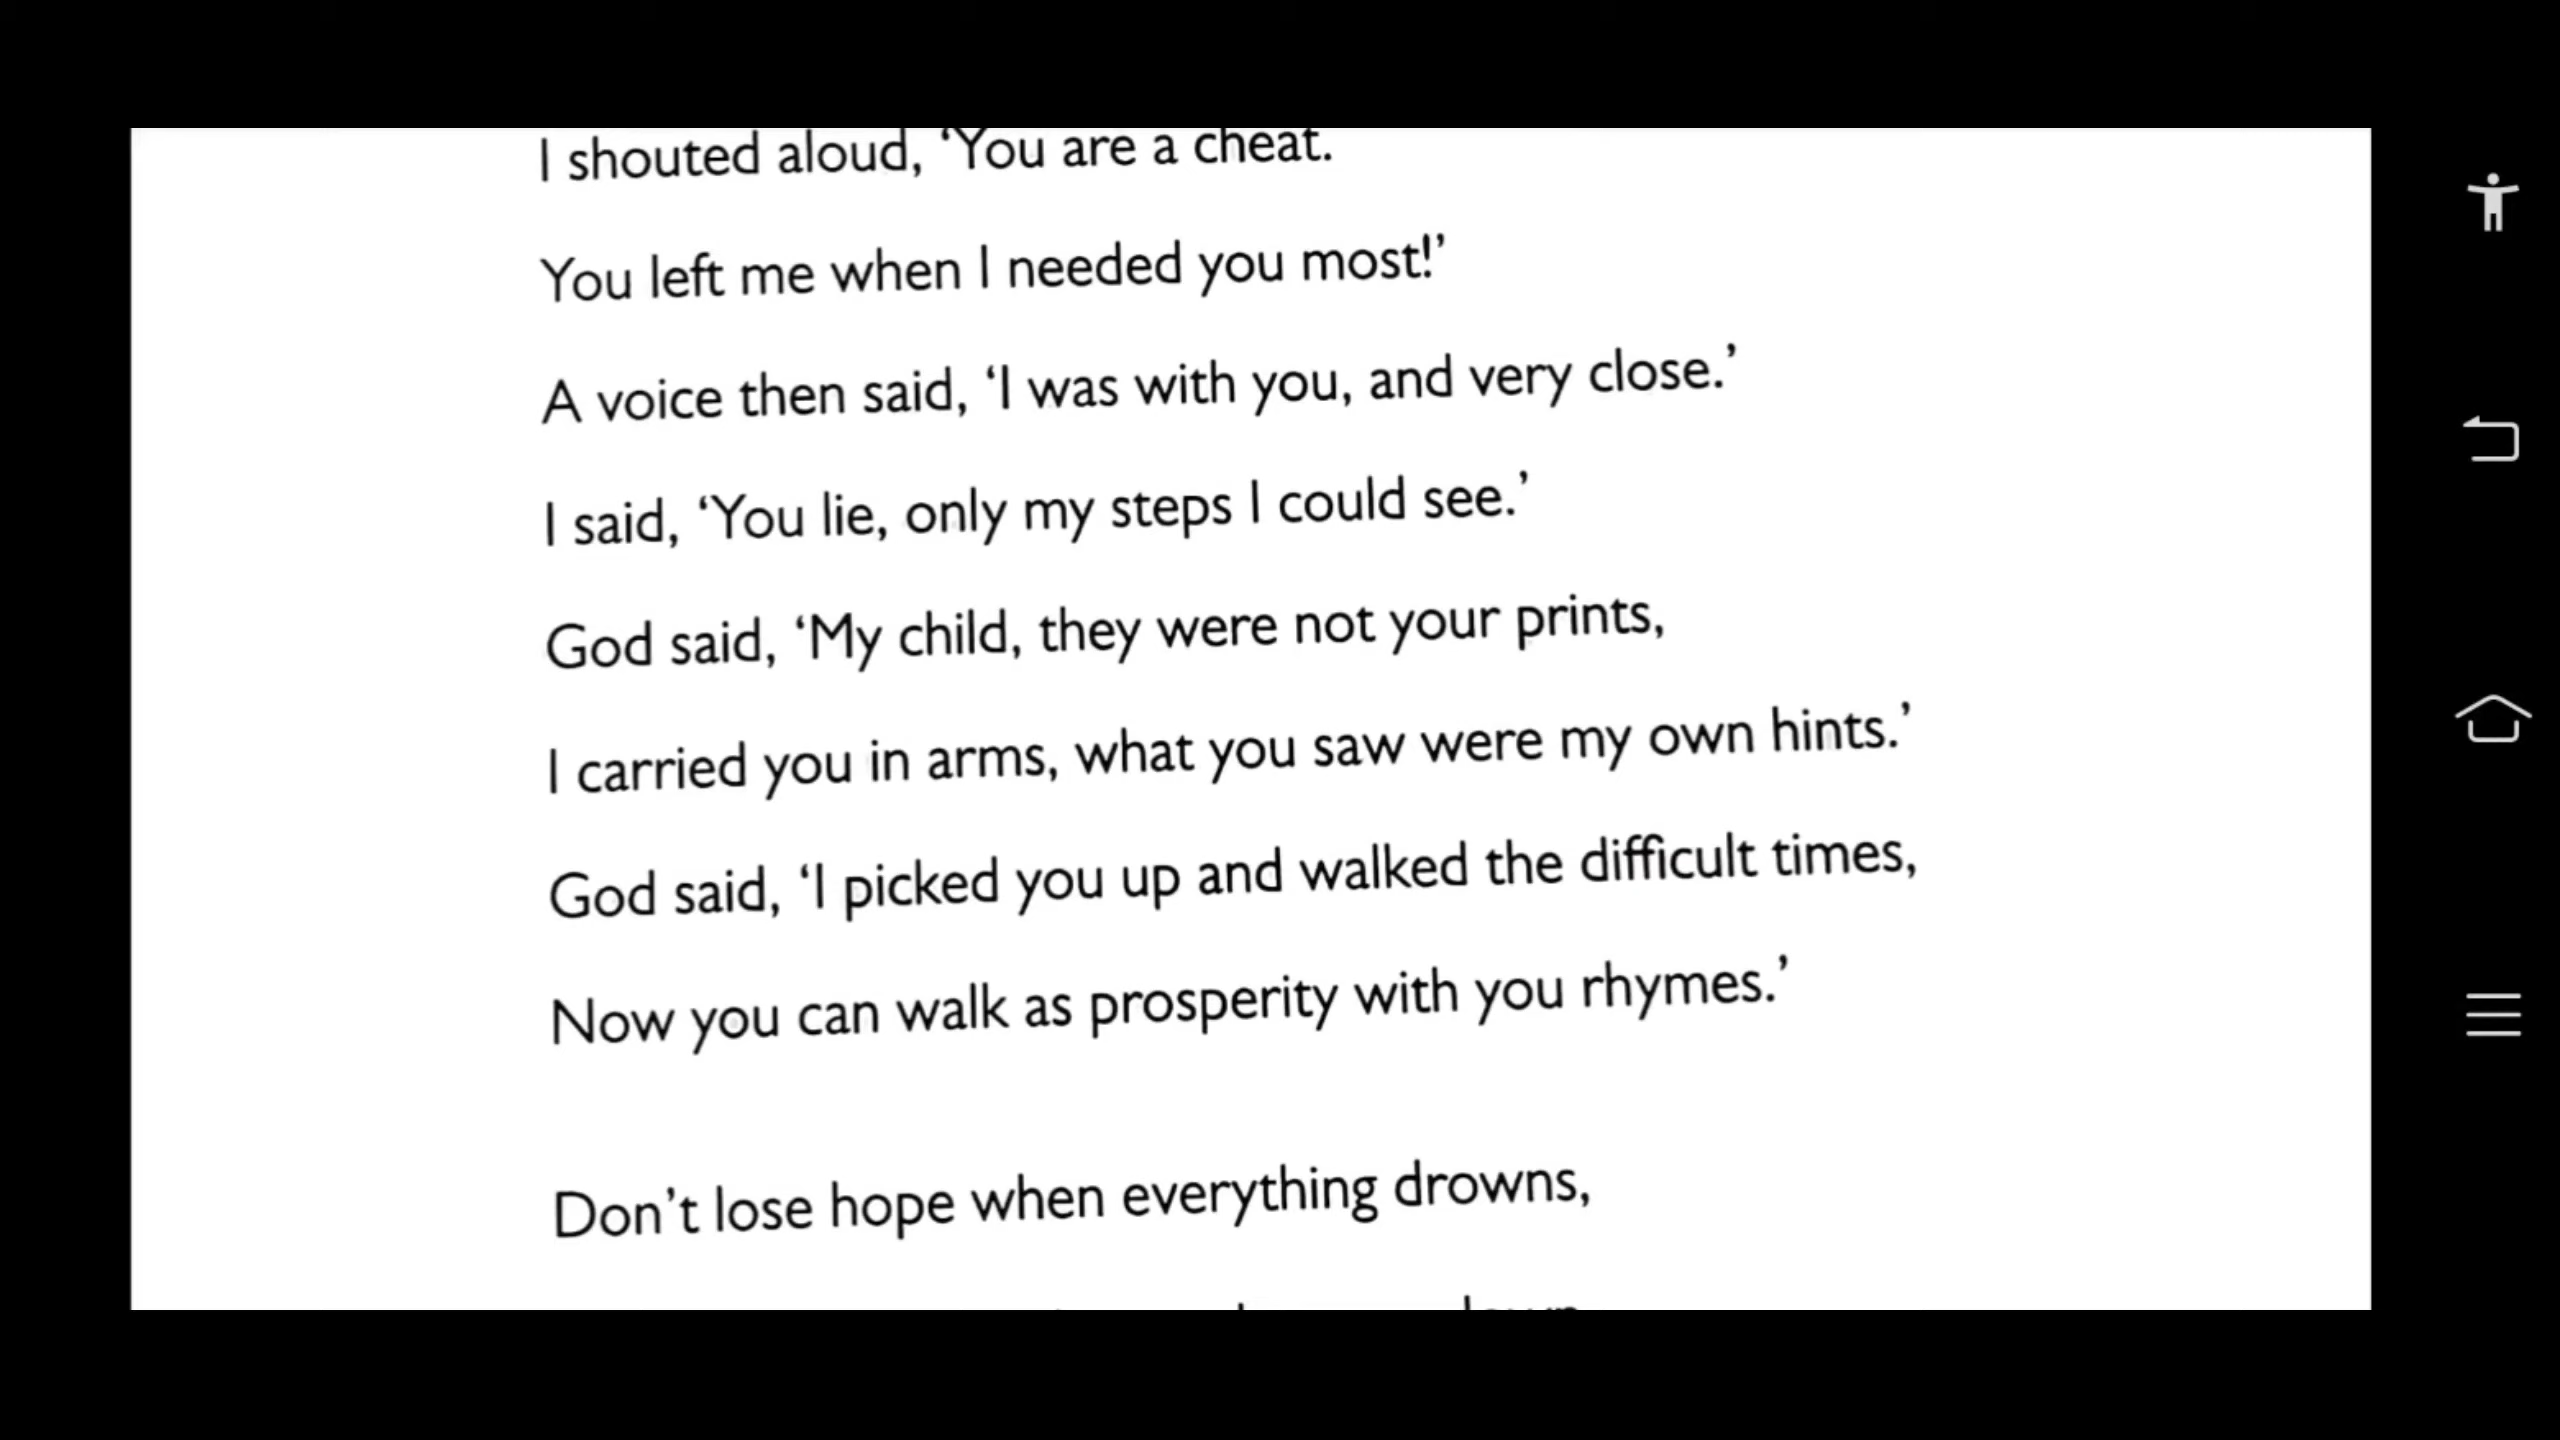 I shouted aloud, ‘You are a cheat.
You left me when I needed you most!’
A voice then said, ‘I was with you, and very close.’
I said, ‘You lie, only my steps I could see.’
God said, ‘My child, they were not your prints,
I carried you in arms, what you saw were my own hints.’
God said, ‘I picked you up and walked the difficult times,
Now you can walk as prosperity with you rhymes.’
Don’t lose hope when everything drowns,